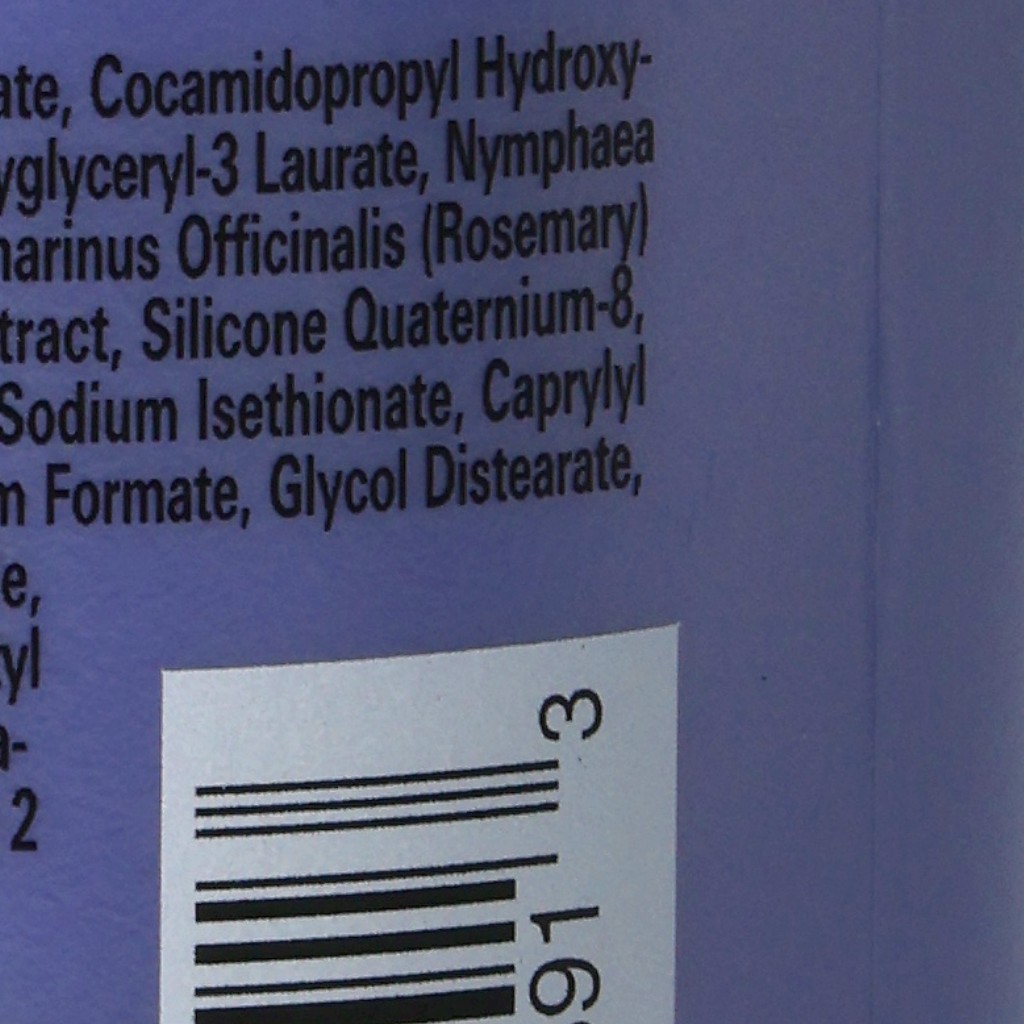 ate, Cocamidopropyl Hydroxy-
yglyceryl-3 Laurate, Nymphaea
marinus Officinalis (Rosemary)
tract, Silicone Quaternium-8,
Sodium Isethionate, Caprylyl
m Formate, Glycol Distearate,
e,
yl
a-
2
3
91